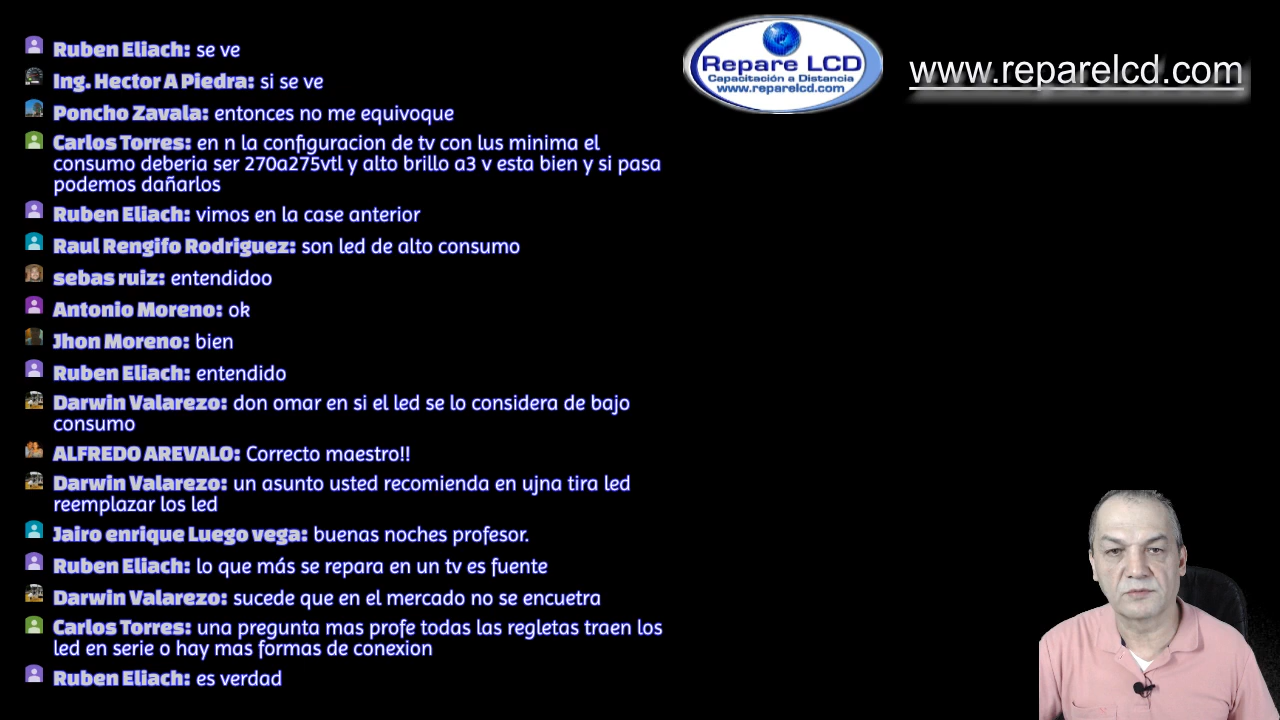 Ruben Eliach: se ve
Ing. Hector A Piedra: si se ve
Poncho Zavala: entonces no me equivoque
Carlos Torres: en n la configuracion de tv con lus minima el
consumo deberia ser 270a275vtl y alto brillo a3 v esta bien y si pasa
podemos dañarlos
Ruben Eliach: vimos en la case anterior
Raul Rengifo Rodriguez: son led de alto consumo
sebas ruiz: entendidoo
Antonio Moreno: ok
Jhon Moreno: bien
Ruben Eliach: entendido
Darwin Valarezo: don omar en si el led se lo considera de bajo
consumo
ALFREDO AREVALO: Correcto maestro!!
Darwin Valarezo: un asunto usted recomienda en ujna tira led
reemplazar los led
Jairo enrique Luego vega: buenas noches profesor.
Ruben Eliach: lo que más se repara en un tv es fuente
Darwin Valarezo: sucede que en el mercado no se encuetra
Carlos Torres: una pregunta mas profe todas las regletas traen los
led en serie o hay mas formas de conexion
Ruben Eliach: es verdad
Repare LCD
Capacitación a Distancia
www.reparelcd.com
www.reparelcd.com